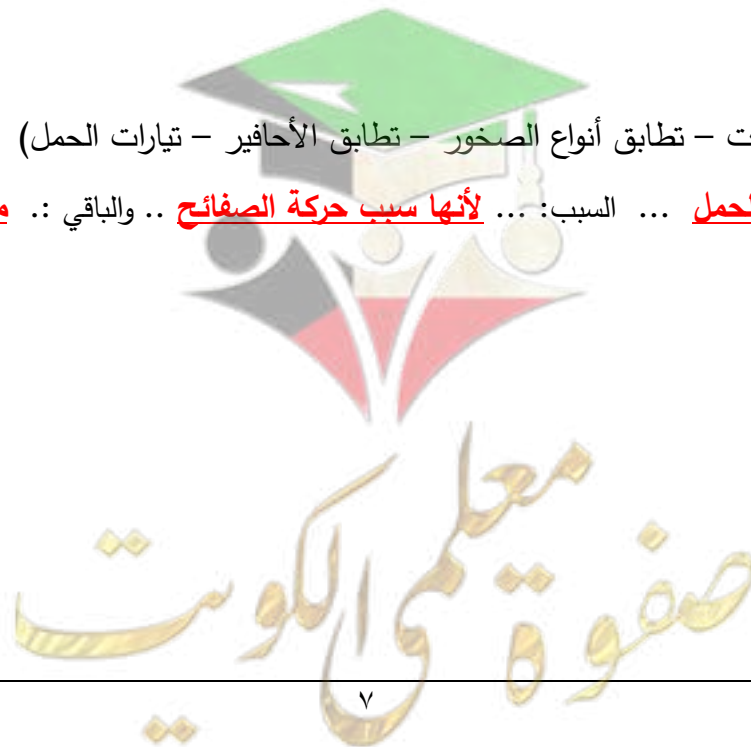 تطابق أنواع الصخور – تطابق الأحافير – تيارات الحمل)
الحمل ... السبب: ... لأنها سبب حركة الصفائح .. والباقي :.
صفوة معلمي الكويت
٧